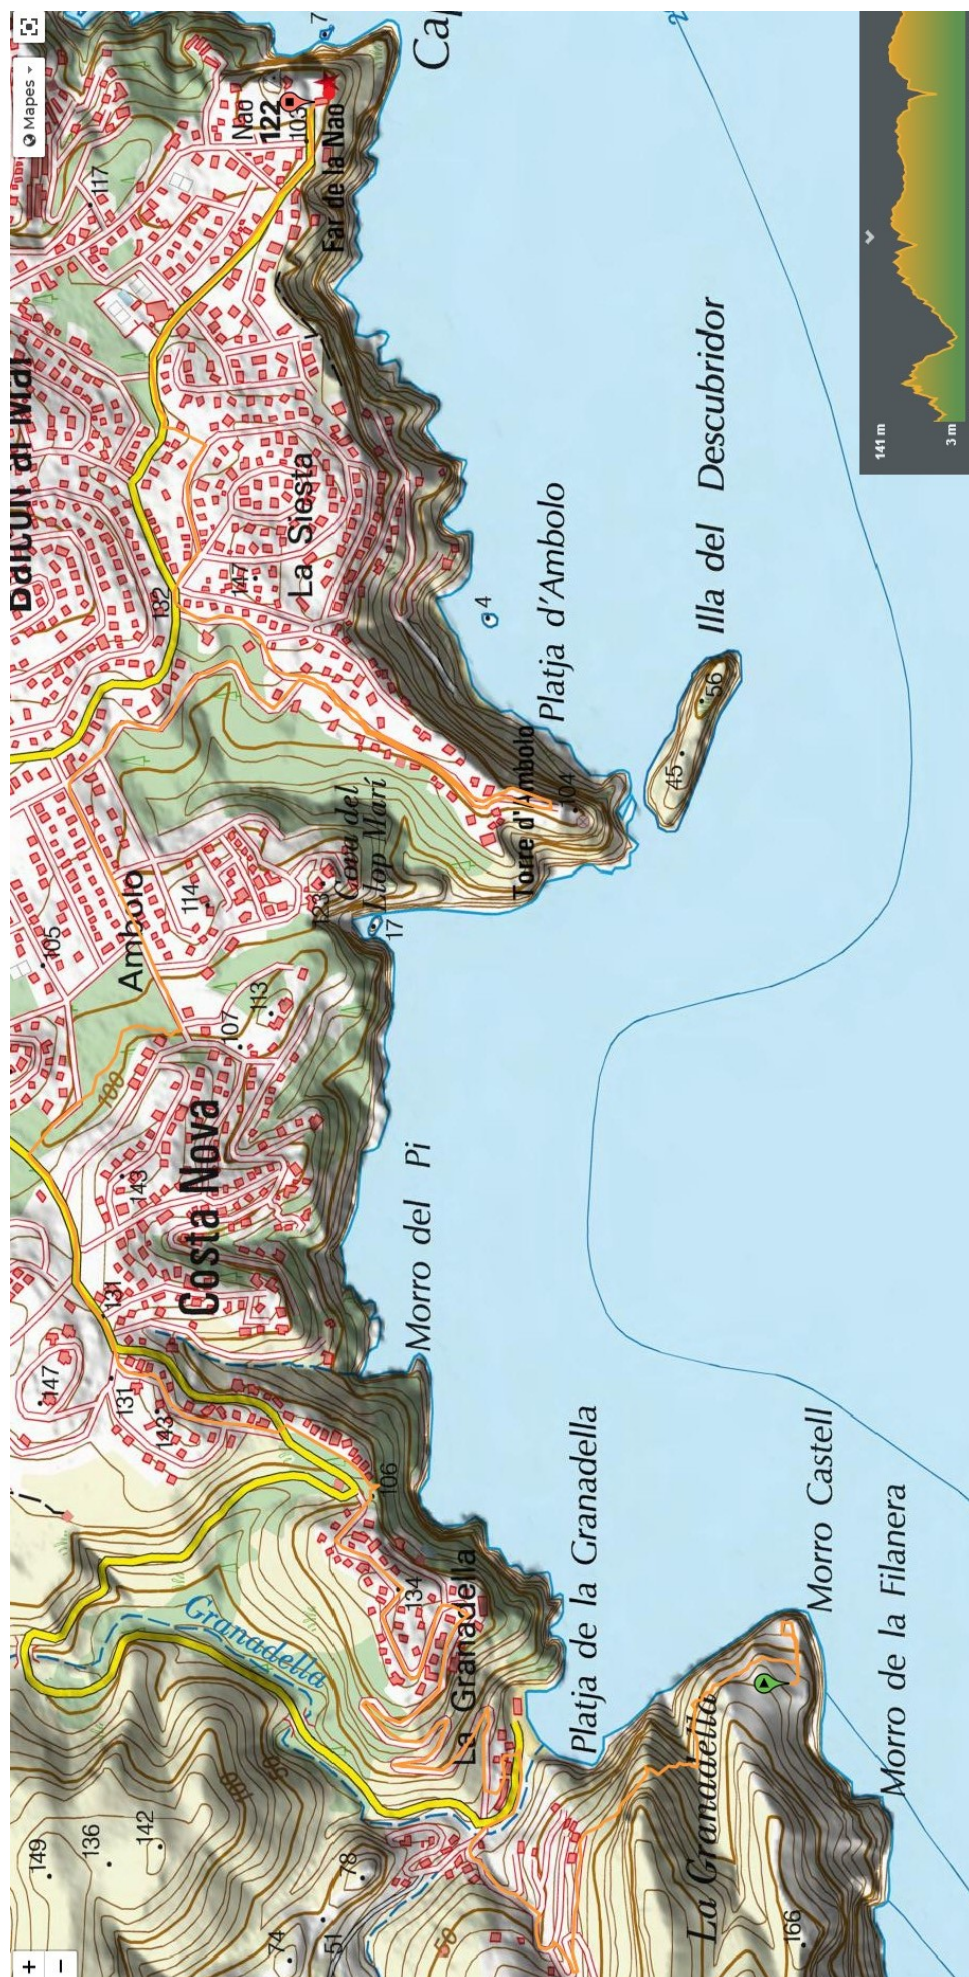 +
−
Mapes
149
136
142
147
131
143
131
143
105
Balcón al Mar
117
100
Costa Nova
107
113
Ambolo
114
132
147
La Siesta
Nao
122
103
Far de la Nao
7
Cap
74
51
78
100
50
Granadella
106
134
123
Cova del
Llop Marí
17
Morro del Pi
50
La Granadella
Torre d'Ambolo
104
Platja d'Ambolo
4
Platja de la Granadella
45
56
Illa del Descubridor
La Granadella
166
Morro Castell
Morro de la Filanera
2
141 m
3 m